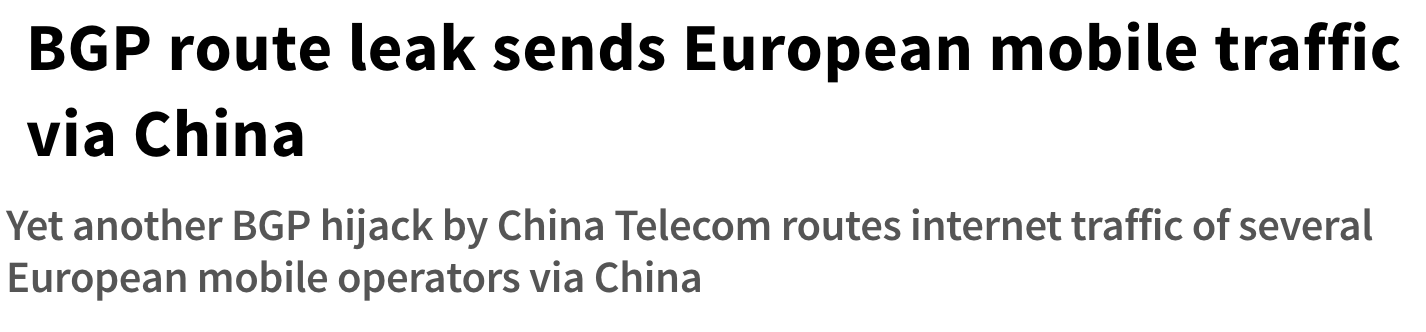 BGP route leak sends European mobile traffic
via China
Yet another BGP hijack by China Telecom routes internet traffic of several
European mobile operators via China